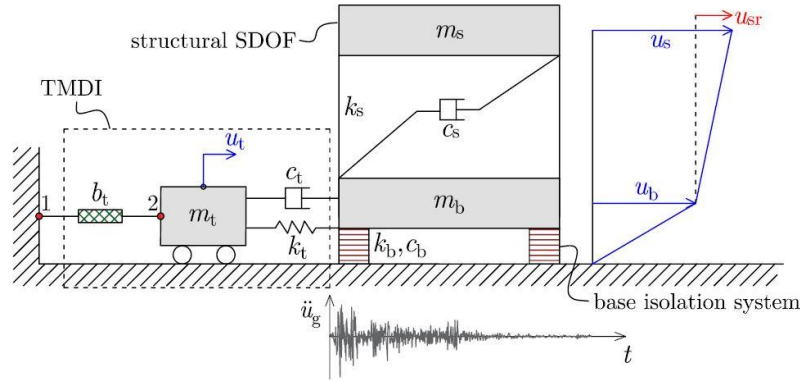 structural SDOF
TMDI
m_s
u_sr
u_s
k_s
c_s
u_t
c_t
1
b_t
2
m_t
k_t
m_b
u_b
k_b, c_b
base isolation system
ü_g
t